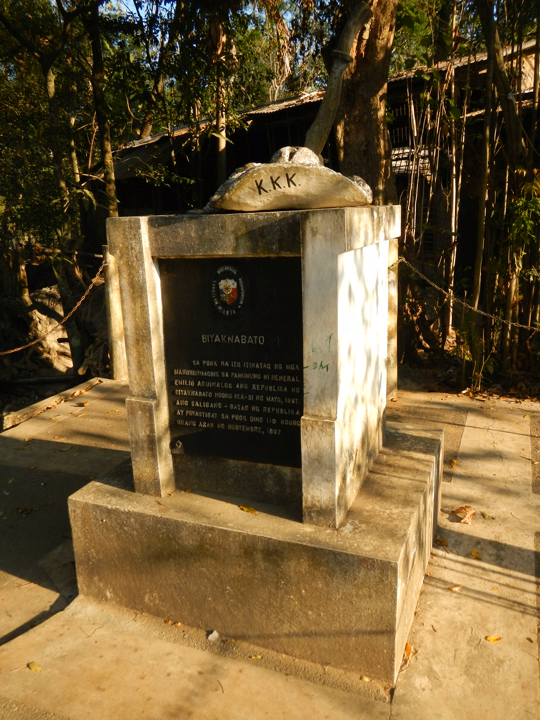 K.K.K.
BIYAKNABATO
SA POOK NA ITO ITINATAG NG MGA
MANGHIHIMAGSIK SA PAMUMUNO NI HENERAL
EMILIO AGUINALDO ANG REPUBLIKA NG
BIYAKNABATO NOONG IKA-31 NG MAYO, 1897.
ANG SALIGANG - BATAS NG REPUBLIKA
AY PINAGTIBAY SA POOK DING ITO NOONG
UNANG ARAW NG NOBYEMBRE, 1897